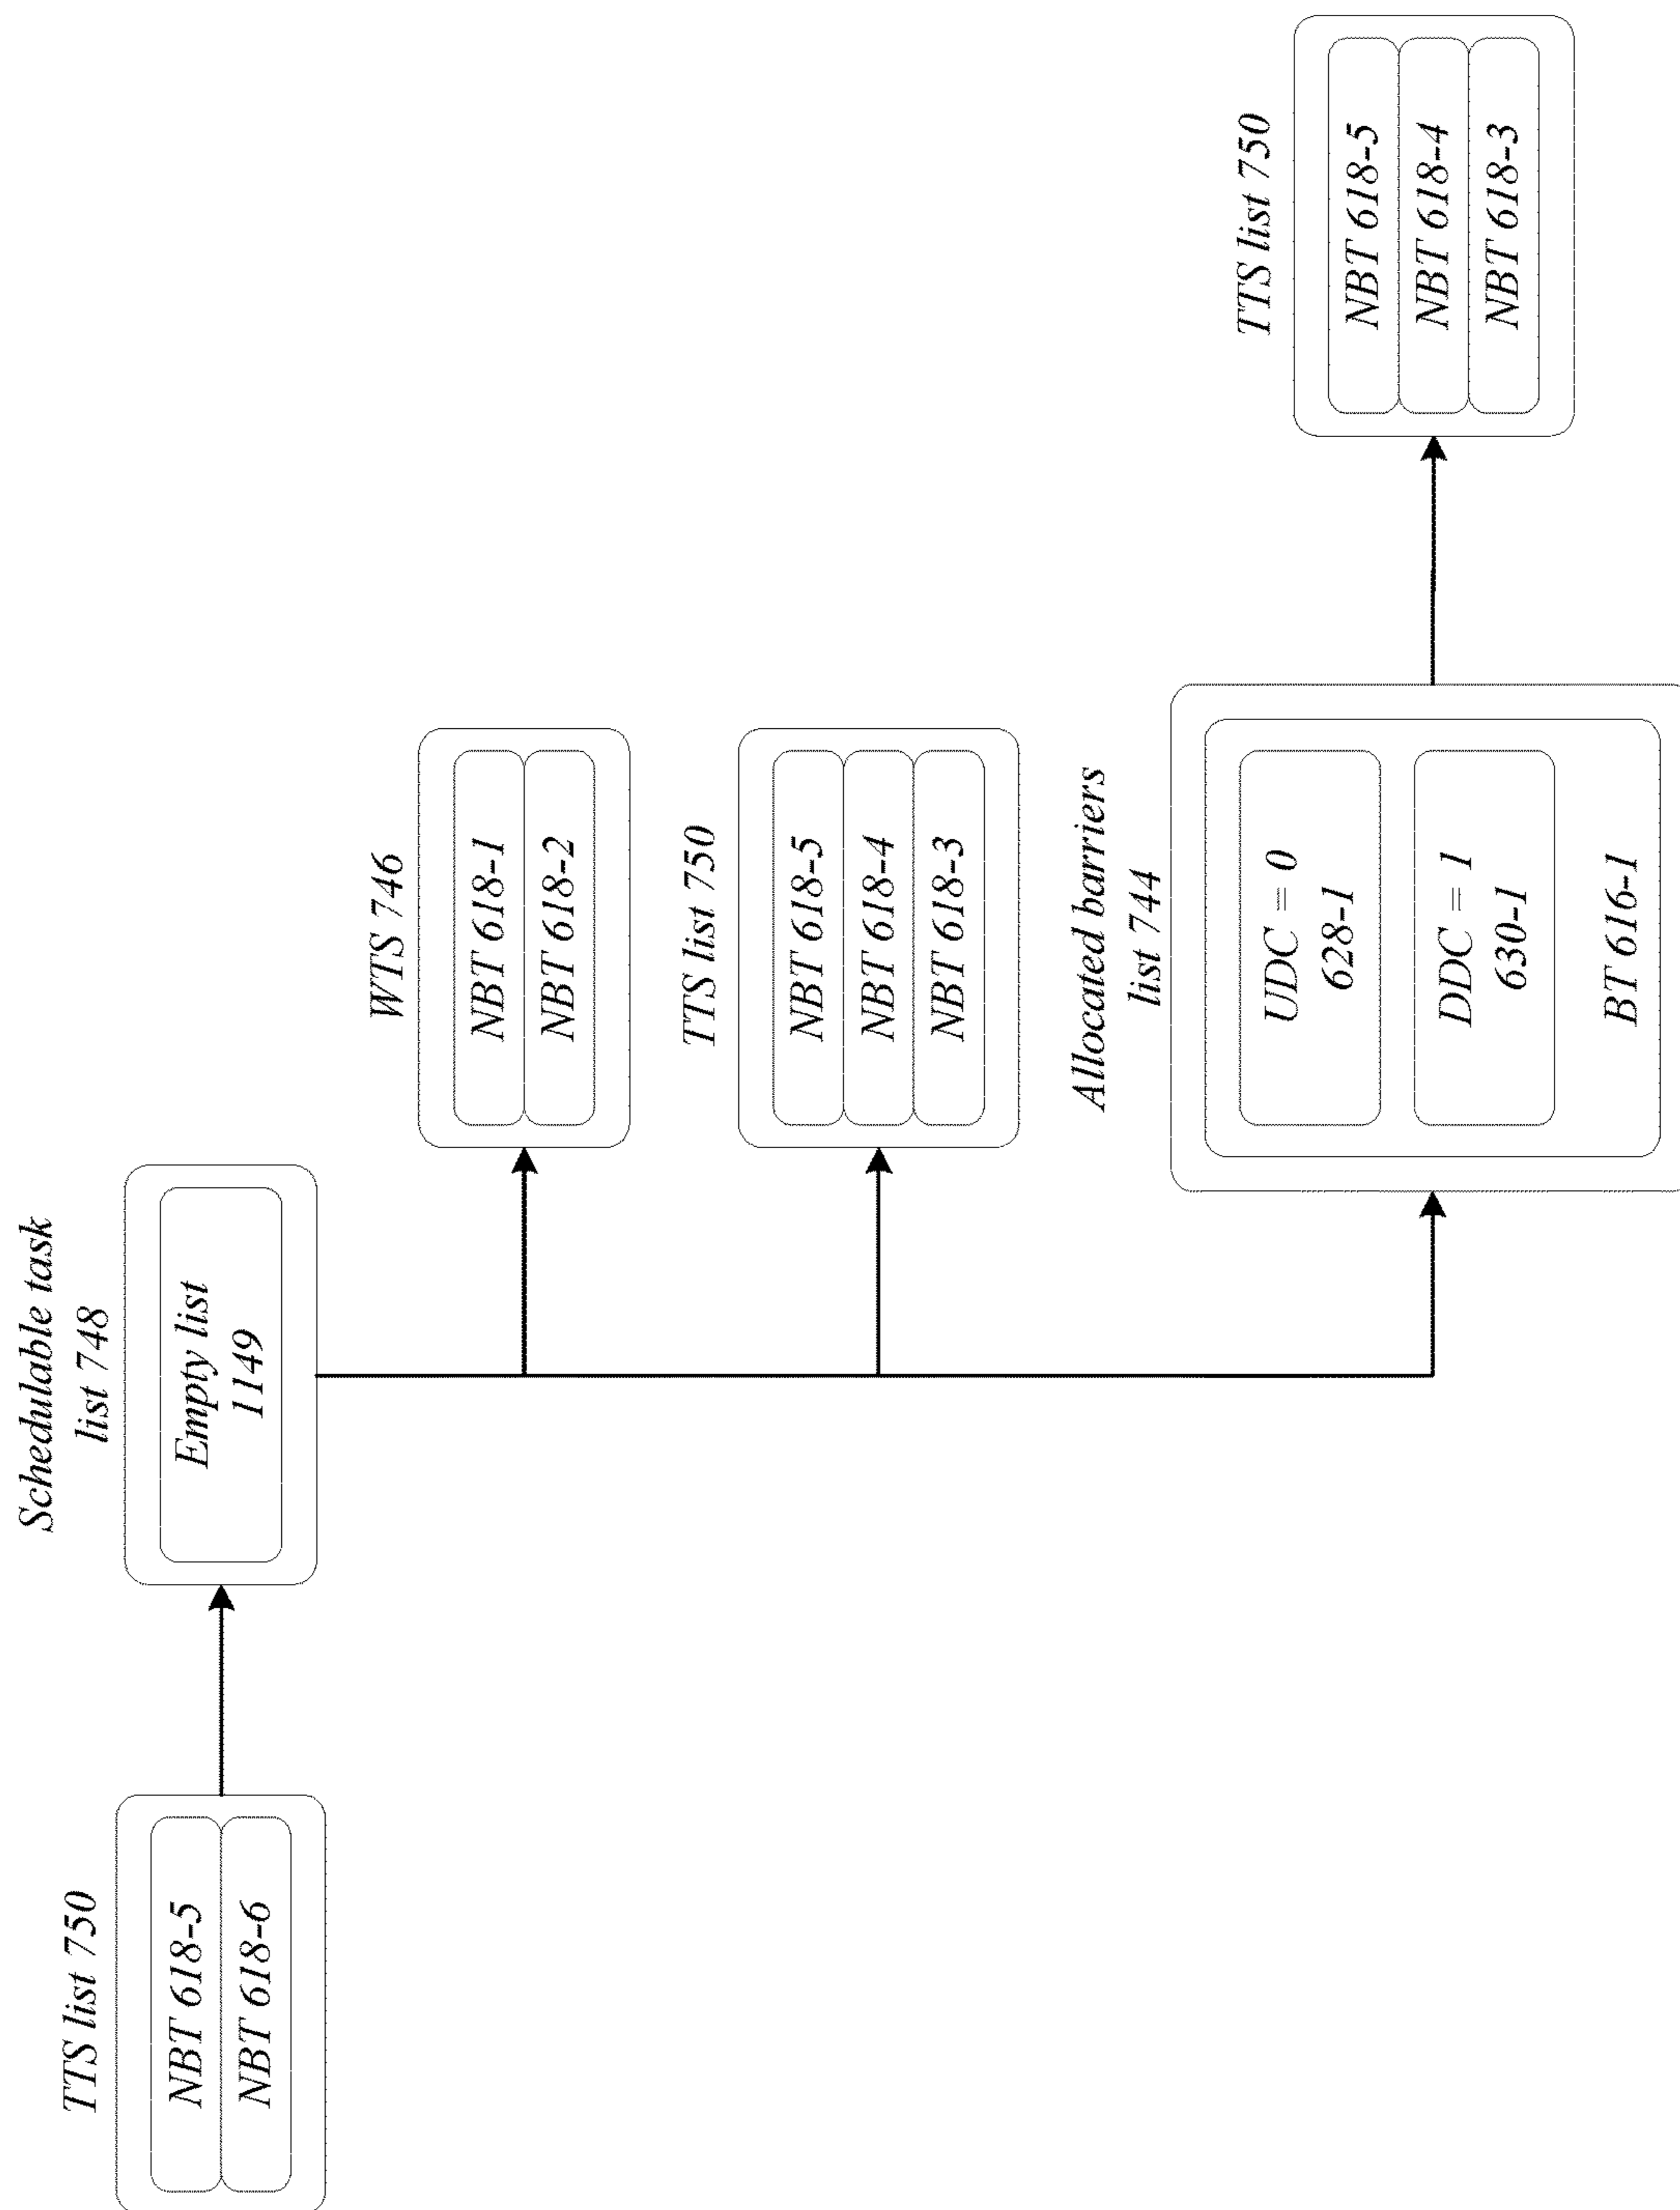 TTS list 750
NBT 618-5
NBT 618-6
Schedulable task
list 748
Empty list
1149
WTS 746
NBT 618-1
NBT 618-2
TTS list 750
NBT 618-5
NBT 618-4
NBT 618-3
Allocated barriers
list 744
UDC = 0
628-1
DDC = 1
630-1
BT 616-1
TTS list 750
NBT 618-5
NBT 618-4
NBT 618-3